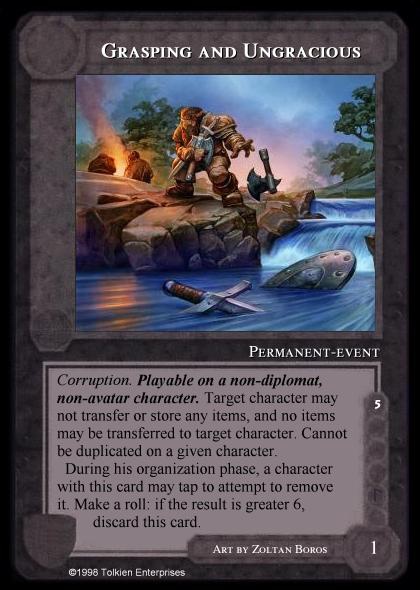 Grasping and Ungracious
Permanent-event
Corruption. Playable on a non-diplomat,
non-avatar character. Target character may
not transfer or store any items, and no items
may be transferred to target character. Cannot
be duplicated on a given character.
During his organization phase, a character
with this card may tap to attempt to remove
it. Make a roll: if the result is greater 6,
discard this card.
5
Art by Zoltan Boros
1
©1998 Tolkien Enterprises